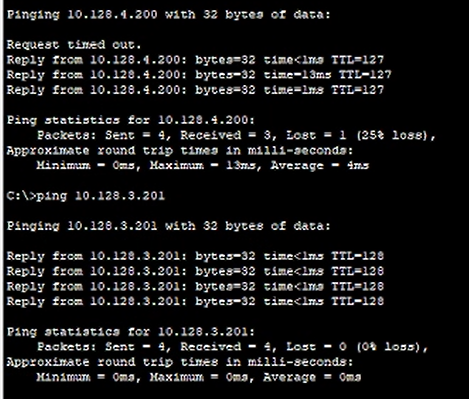 Pinging 10.128.4.200 with 32 bytes of data:
Request timed out.
Reply from 10.128.4.200: bytes=32 time<1ms TTL=127
Reply from 10.128.4.200: bytes=32 time=13ms TTL=127
Reply from 10.128.4.200: bytes=32 time=1ms TTL=127
Ping statistics for 10.128.4.200:
Packets: Sent = 4, Received = 3, Lost = 1 (25% loss),
Approximate round trip times in milli-seconds:
Minimum = 0ms, Maximum = 13ms, Average = 4ms
C:\>ping 10.128.3.201
Pinging 10.128.3.201 with 32 bytes of data:
Reply from 10.128.3.201: bytes=32 time<1ms TTL=128
Reply from 10.128.3.201: bytes=32 time<1ms TTL=128
Reply from 10.128.3.201: bytes=32 time<1ms TTL=128
Reply from 10.128.3.201: bytes=32 time<1ms TTL=128
Ping statistics for 10.128.3.201:
Packets: Sent = 4, Received = 4, Lost = 0 (0% loss),
Approximate round trip times in milli-seconds:
Minimum = 0ms, Maximum = 0ms, Average = 0ms